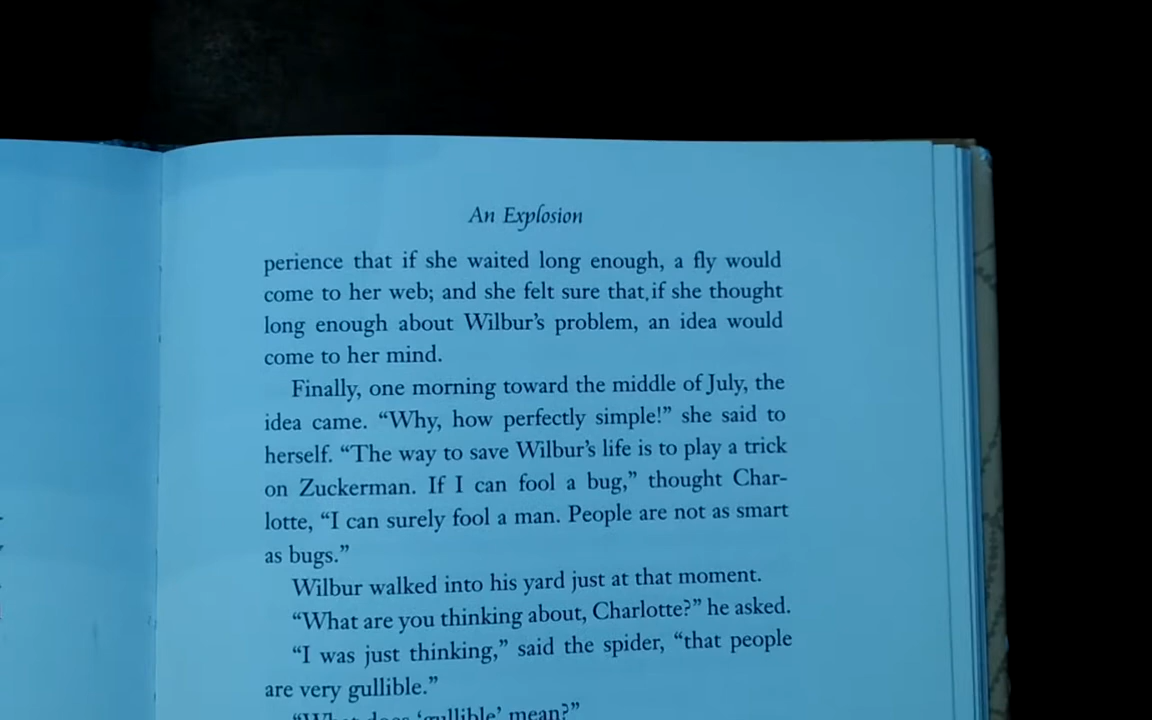 An Explosion
perience that if she waited long enough, a fly would
come to her web; and she felt sure that if she thought
long enough about Wilbur's problem, an idea would
come to her mind.
Finally, one morning toward the middle of July, the
idea came. “Why, how perfectly simple!” she said to
herself. “The way to save Wilbur's life is to play a trick
on Zuckerman. If I can fool a bug,” thought Char-
lotte, “I can surely fool a man. People are not as smart
as bugs.”
Wilbur walked into his yard just at that moment.
“What are you thinking about, Charlotte?” he asked.
“I was just thinking,” said the spider, “that people
are very gullible.”
“What does ‘gullible’ mean?”